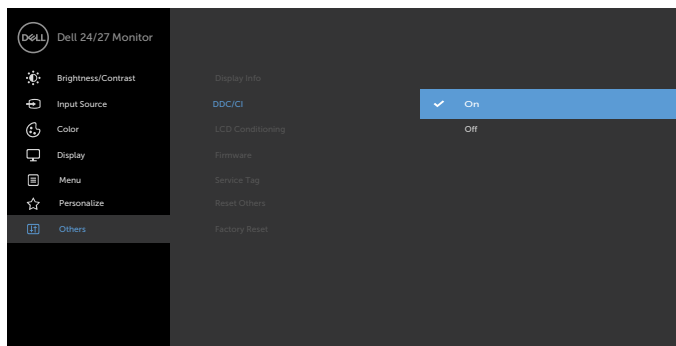 DELL Dell 24/27 Monitor
Brightness/Contrast
Input Source
Color
Display
Menu
Personalize
Others
Display Info
DDC/CI
LCD Conditioning
Firmware
Service Tag
Reset Others
Factory Reset
On
Off